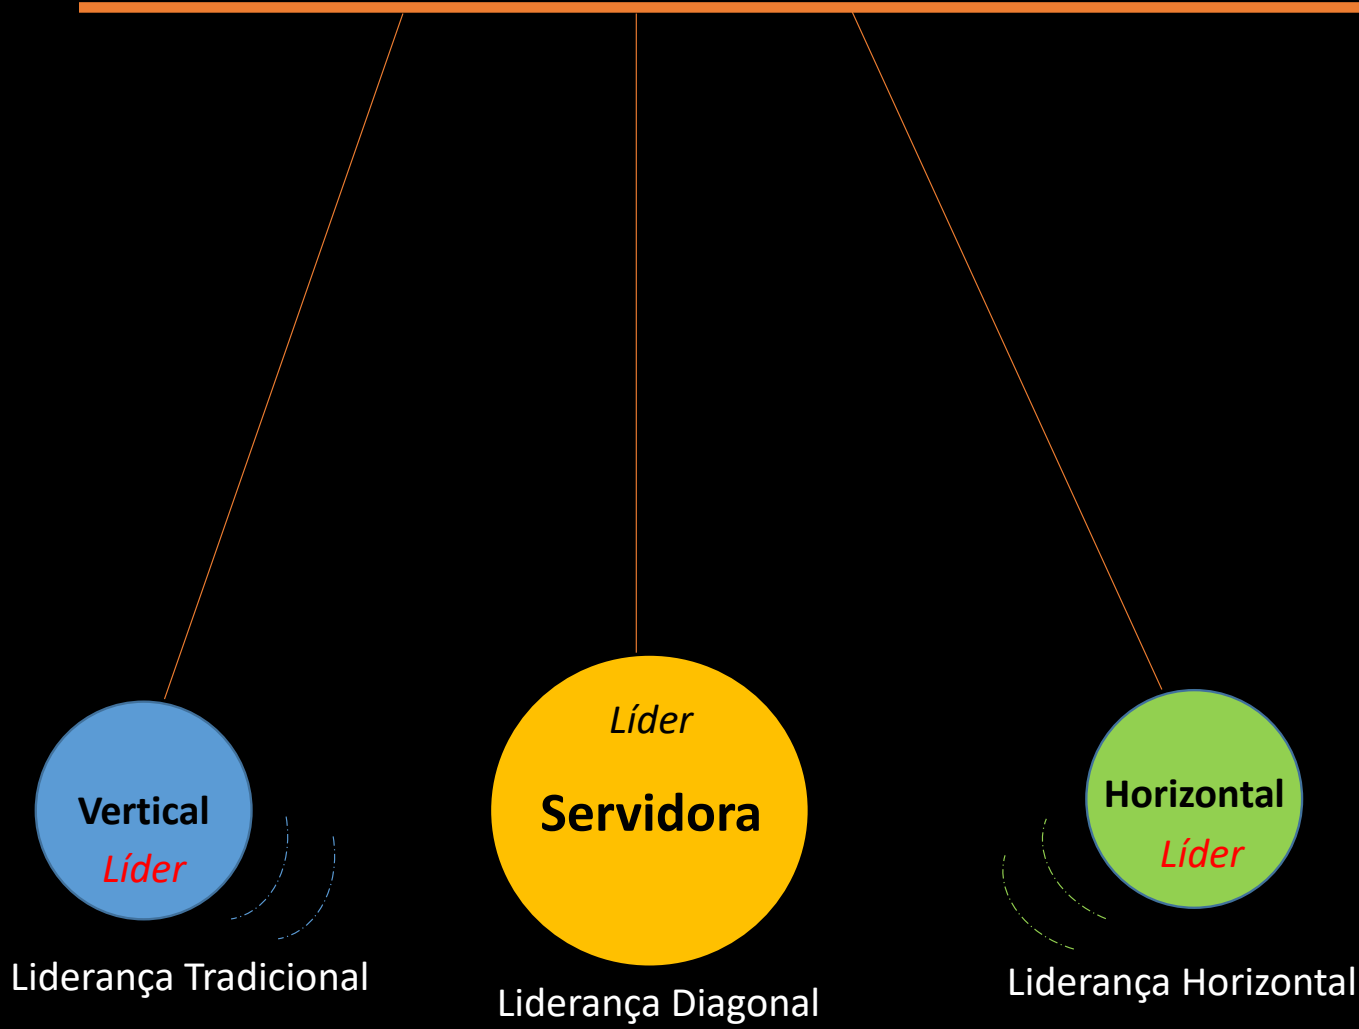 Vertical
Líder
Liderança Tradicional
Líder
Servidora
Liderança Diagonal
Horizontal
Líder
Liderança Horizontal